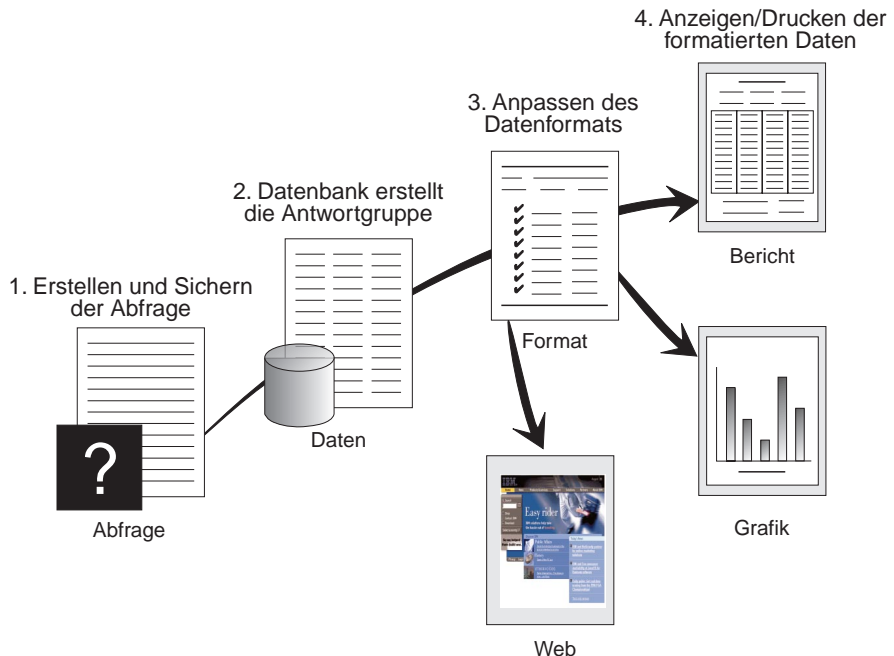 4. Anzeigen/Drucken der
formatierten Daten
3. Anpassen des
Datenformats
2. Datenbank erstellt
die Antwortgruppe
1. Erstellen und Sichern
der Abfrage
Bericht
Format
Daten
?
Abfrage
Grafik
IBM
Easy rider
Web